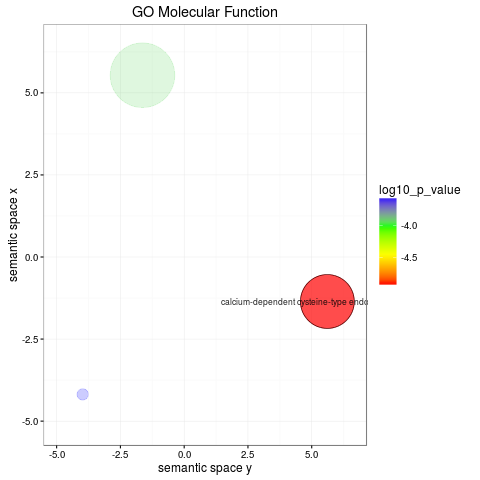 GO Molecular Function
5.0
2.5
0.0
-2.5
-5.0
semantic space x
calcium-dependent cysteine-type endo
-5.0
-2.5
0.0
2.5
5.0
semantic space y
log10_p_value
-4.0
-4.5